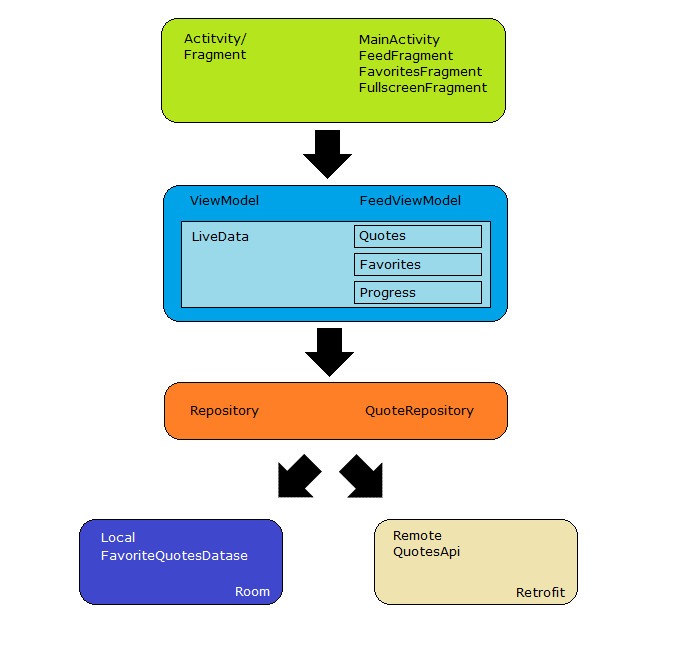 Actitvity/
Fragment
MainActivity
FeedFragment
FavoritesFragment
FullscreenFragment
ViewModel
FeedViewModel
LiveData
Quotes
Favorites
Progress
Repository
QuoteRepository
Local
FavoriteQuotesDatase
Room
Remote
QuotesApi
Retrofit